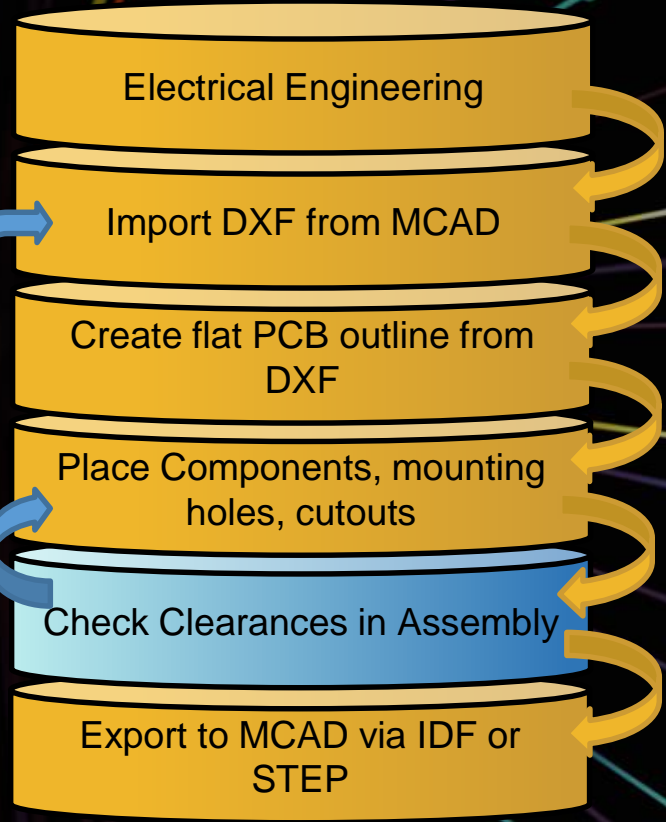 Electrical Engineering
Import DXF from MCAD
Create flat PCB outline from
DXF
Place Components, mounting
holes, cutouts
Check Clearances in Assembly
Export to MCAD via IDF or
STEP